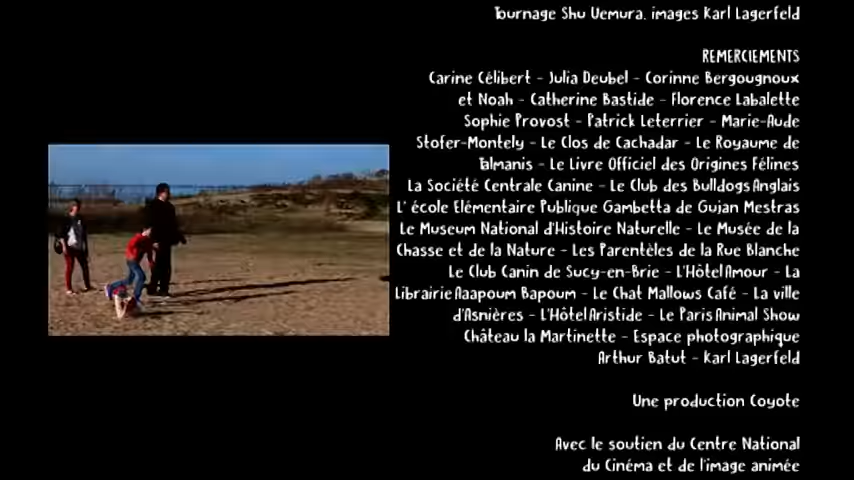 Tournage Shu Uemura, images Karl Lagerfeld
REMERCIEMENTS
Carine Célibert - Julia Deubel - Corinne Bergougnoux
et Noah - Catherine Bastide - Florence Labalette
Sophie Provost - Patrick Leterrier - Marie-Aude
Stofer-Montely - Le Clos de Cachadar - Le Royaume de
Talmanis - Le Livre Officiel des Origines Félines
La Société Centrale Canine - Le Club des Bulldogs Anglais
L' école Elémentaire Publique Gambetta de Gujan Mestras
Le Museum National d'Histoire Naturelle - Le Musée de la
Chasse et de la Nature - Les Parentèles de la Rue Blanche
Le Club Canin de Sucy-en-Brie - L'Hôtel Amour - La
Librairie Aaapoum Bapoum - Le Chat Mallows Café - La ville
d'Asnières - L'Hôtel Aristide - Le Paris Animal Show
Château la Martinette - Espace photographique
Arthur Batut - Karl Lagerfeld
Une production Coyote
Avec le soutien du Centre National
du Cinéma et de l'image animée